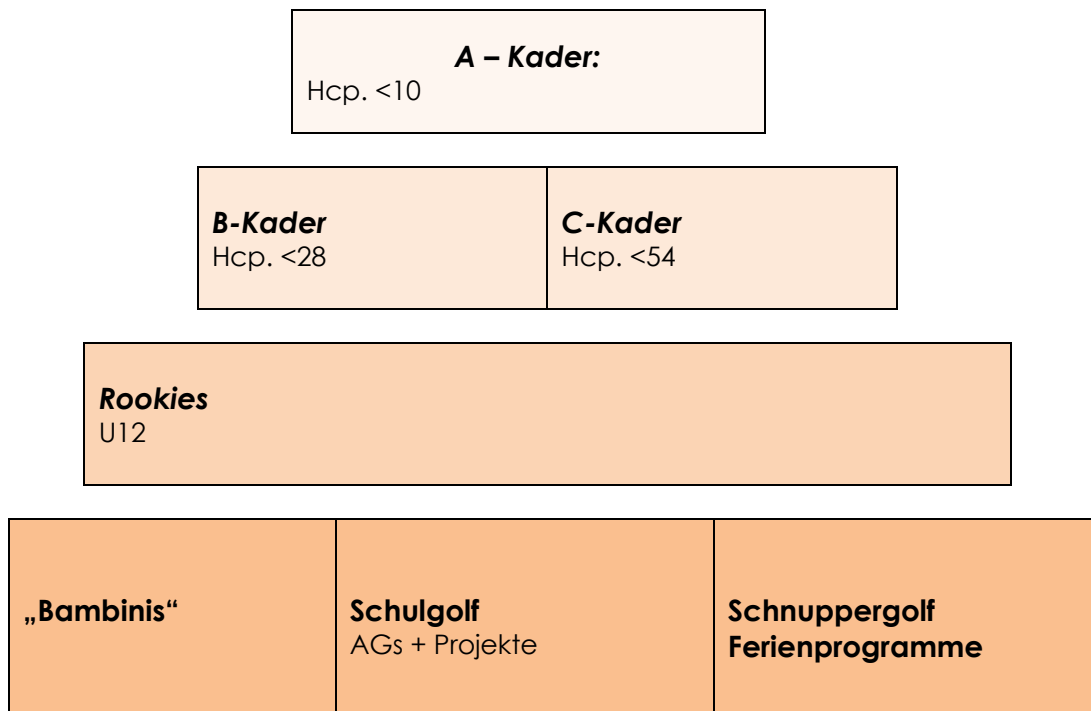 A – Kader:
Hcp. <10
B-Kader
Hcp. <28
C-Kader
Hcp. <54
Rookies
U12
„Bambinis“
Schulgolf
AGs + Projekte
Schnuppergolf
Ferienprogramme